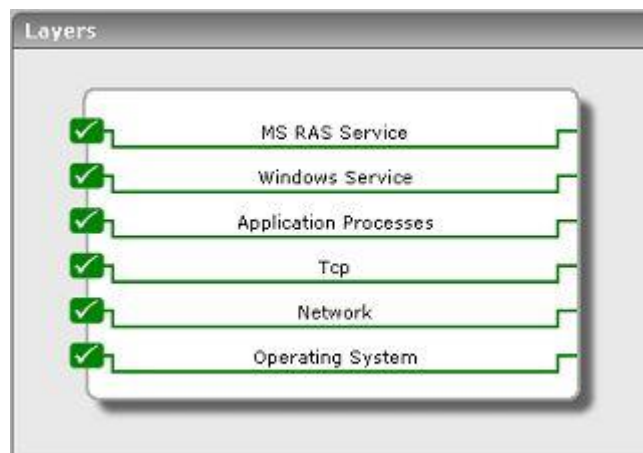 Layers
MS RAS Service
Windows Service
Application Processes
Tcp
Network
Operating System